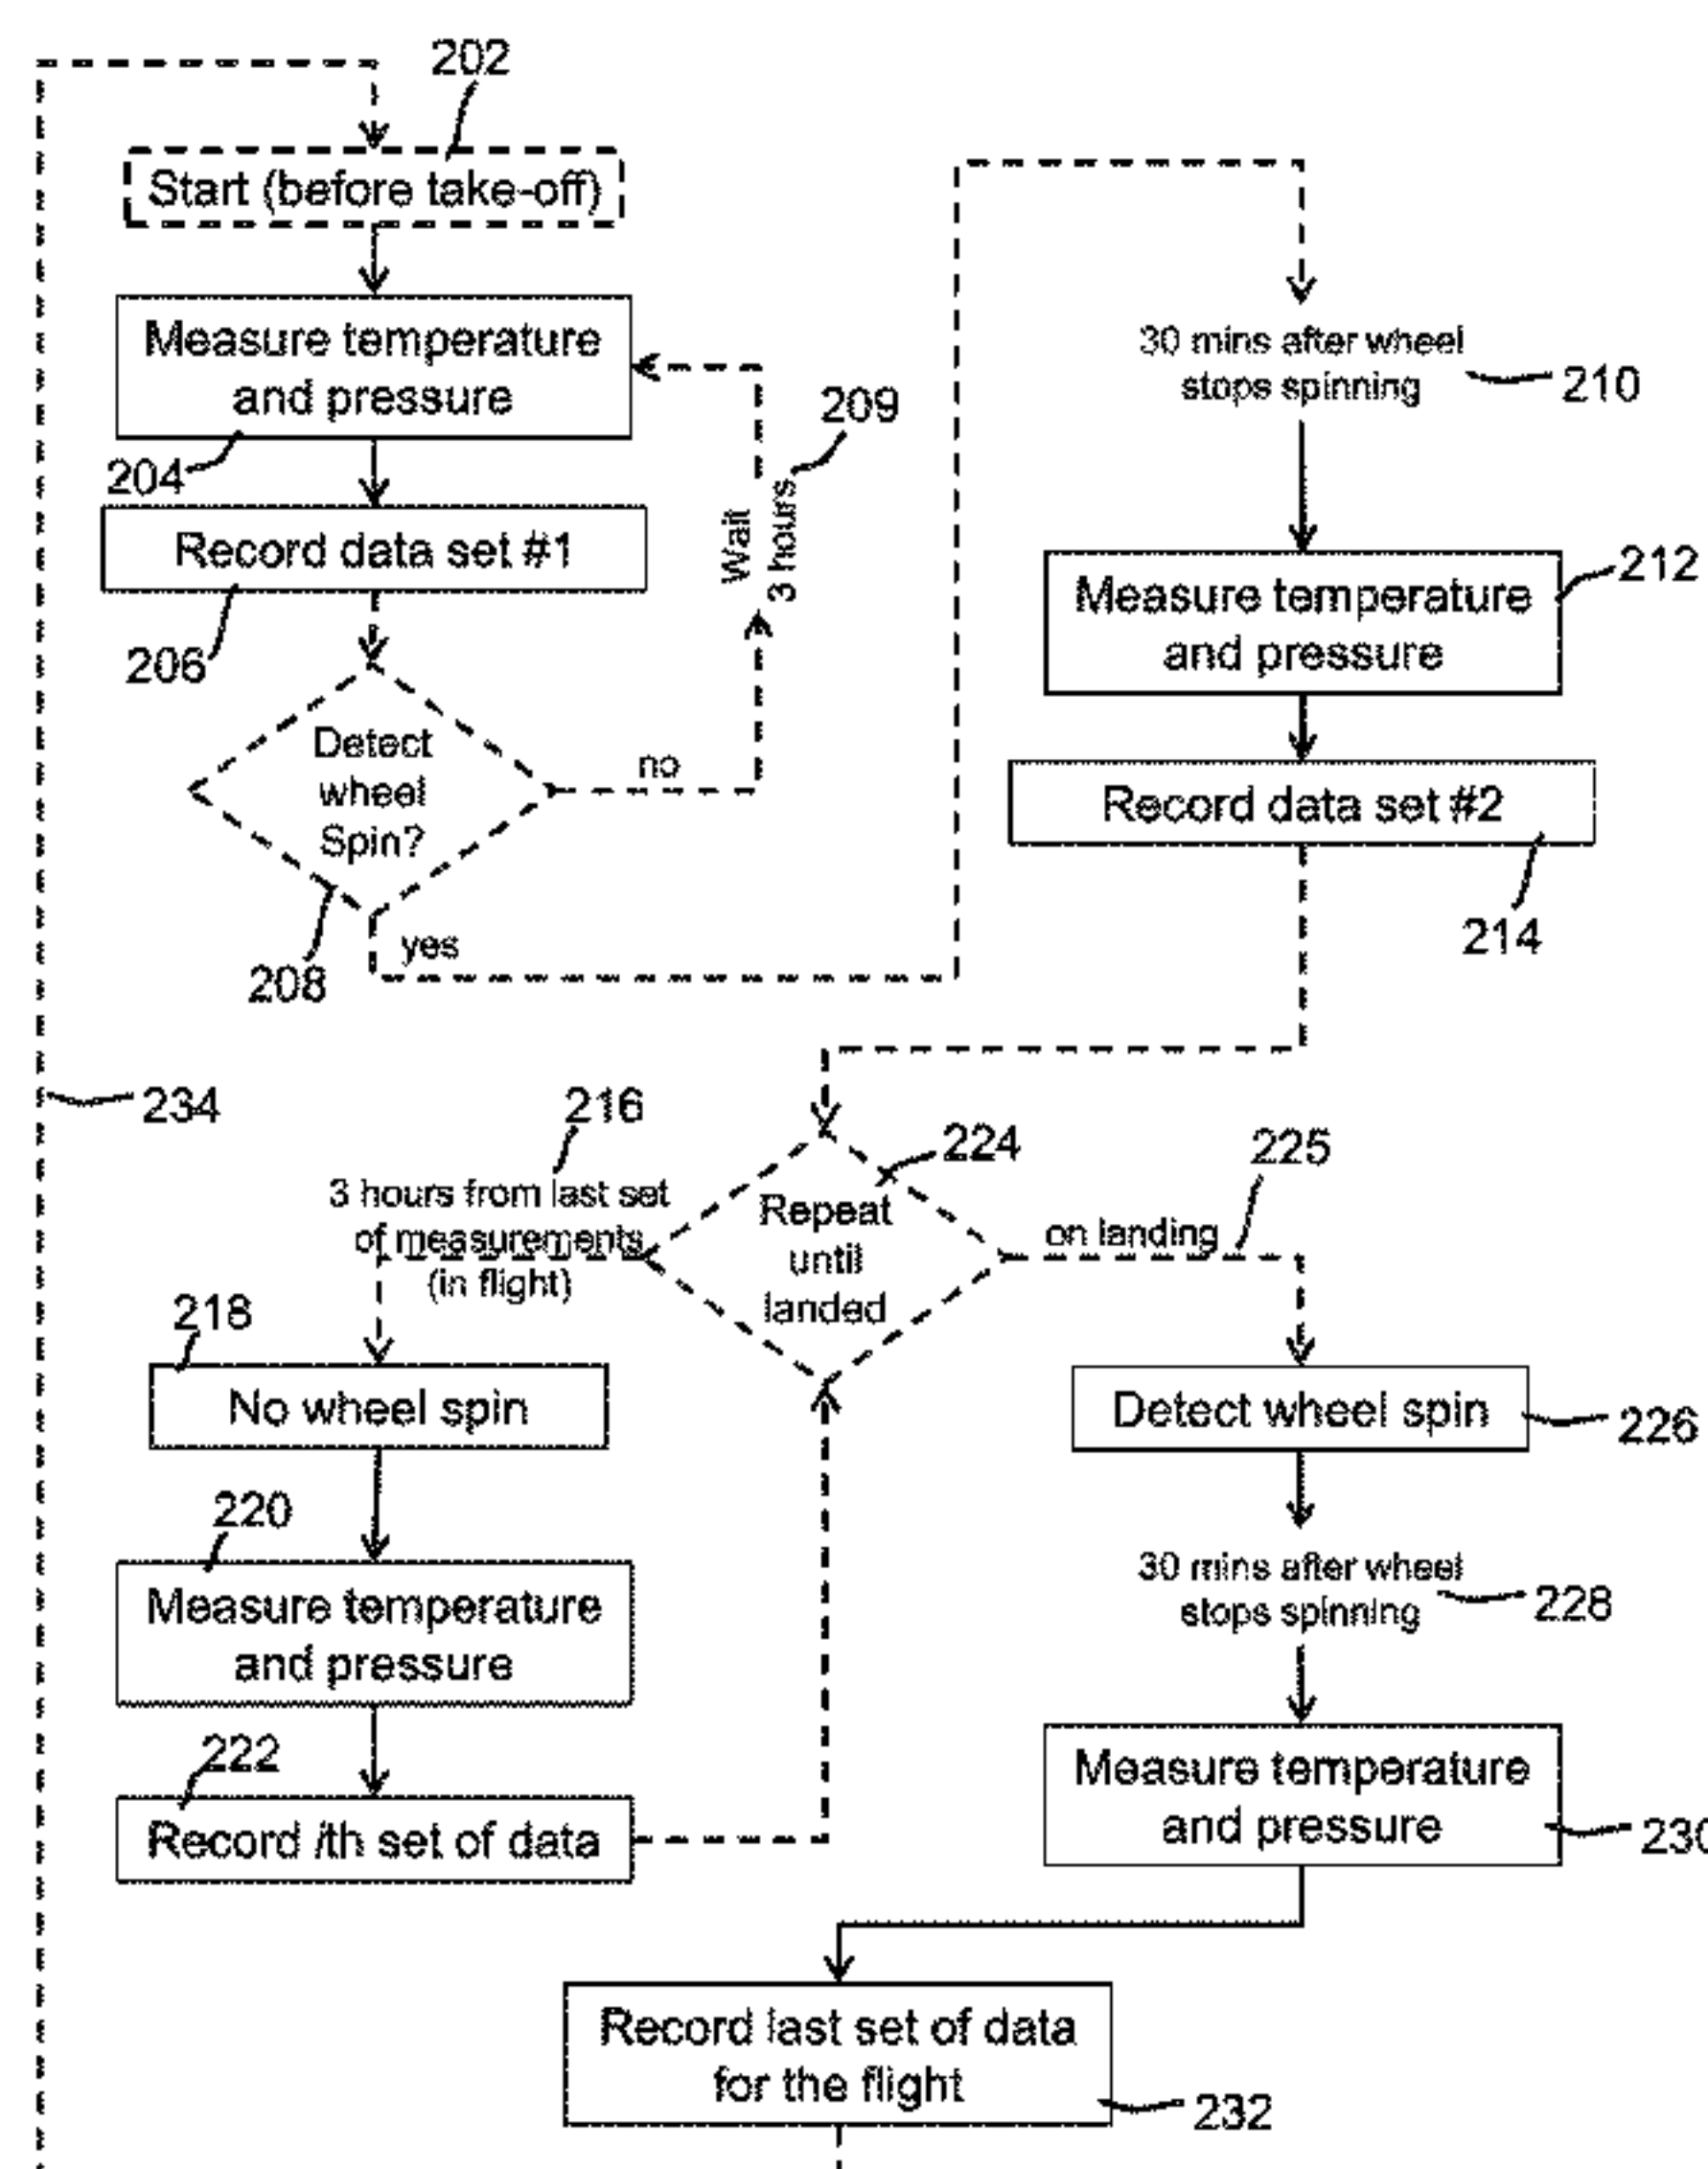 202
Start (before take-off)
Measure temperature
and pressure
204
Record data set #1
206
Detect
wheel
Spin?
208
no
yes
Wait
3 hours
209
30 mins after wheel
stops spinning
210
Measure temperature
and pressure
212
Record data set #2
214
234
216
3 hours from last set
of measurements
(in flight)
224
Repeat
until
landed
225
on landing
218
No wheel spin
220
Measure temperature
and pressure
222
Record ith set of data
Detect wheel spin
226
30 mins after wheel
stops spinning
228
Measure temperature
and pressure
230
Record last set of data
for the flight
232